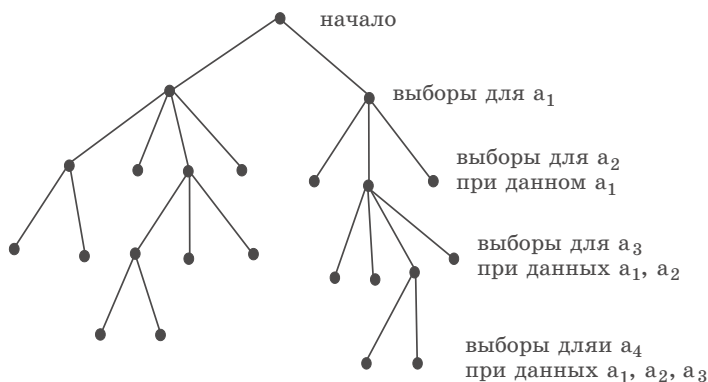 начало
выборы для a₁
выборы для a₂
при данном a₁
выборы для a₃
при данных a₁, a₂
выборы дляи a₄
при данных a₁, a₂, a₃